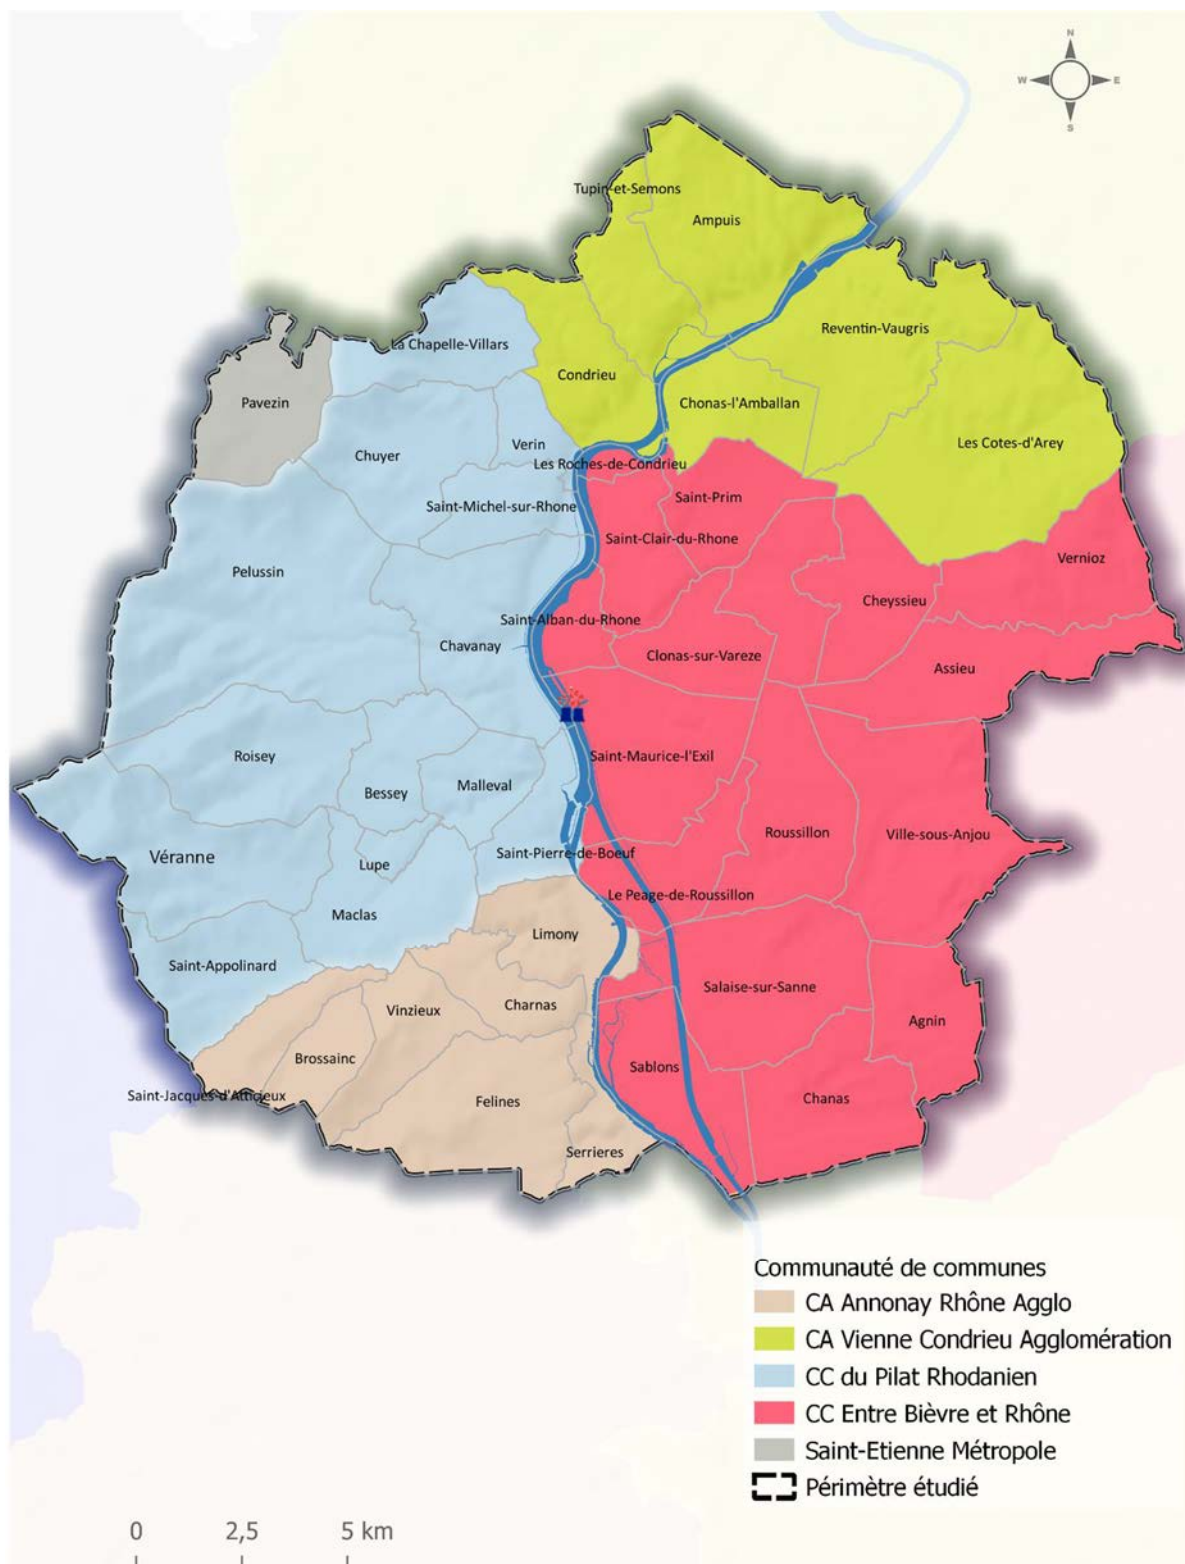 N
W E
S
Tupin-et-Semons
Ampuis
Reventin-Vaugris
La Chapelle-Villars
Condrieu
Pavezin
Chonas-l'Amballan
Verin
Les Cotes-d'Arey
Chuyer
Les Roches-de-Condrieu
Saint-Prim
Saint-Michel-sur-Rhone
Saint-Clair-du-Rhone
Vernioz
Pelussin
Cheyssieu
Saint-Alban-du-Rhone
Chavanay
Clonas-sur-Vareze
Assieu
Roisey
Saint-Maurice-l'Exil
Bessey
Malleval
Roussillon
Ville-sous-Anjou
Véranne
Saint-Pierre-de-Boeuf
Lupe
Le Peage-de-Roussillon
Maclas
Limony
Saint-Appolinard
Salaise-sur-Sanne
Charnas
Vinzieux
Agnin
Brossainc
Sablons
Saint-Jacques-d'Atticieux
Felines
Chanas
Serrieres
Communauté de communes
CA Annonay Rhône Agglo
CA Vienne Condrieu Agglomération
CC du Pilat Rhodanien
CC Entre Bièvre et Rhône
Saint-Etienne Métropole
Périmètre étudié
0 2,5 5 km